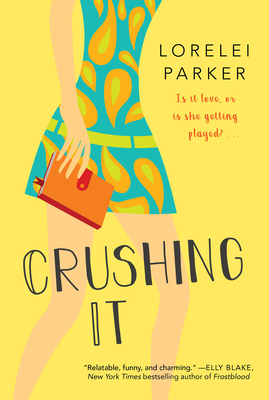 LORELEI
PARKER
Is it love, or
is she getting
played? . . .
CRUSHING
IT
"Relatable, funny, and charming." —ELLY BLAKE,
New York Times bestselling author of Frostblood